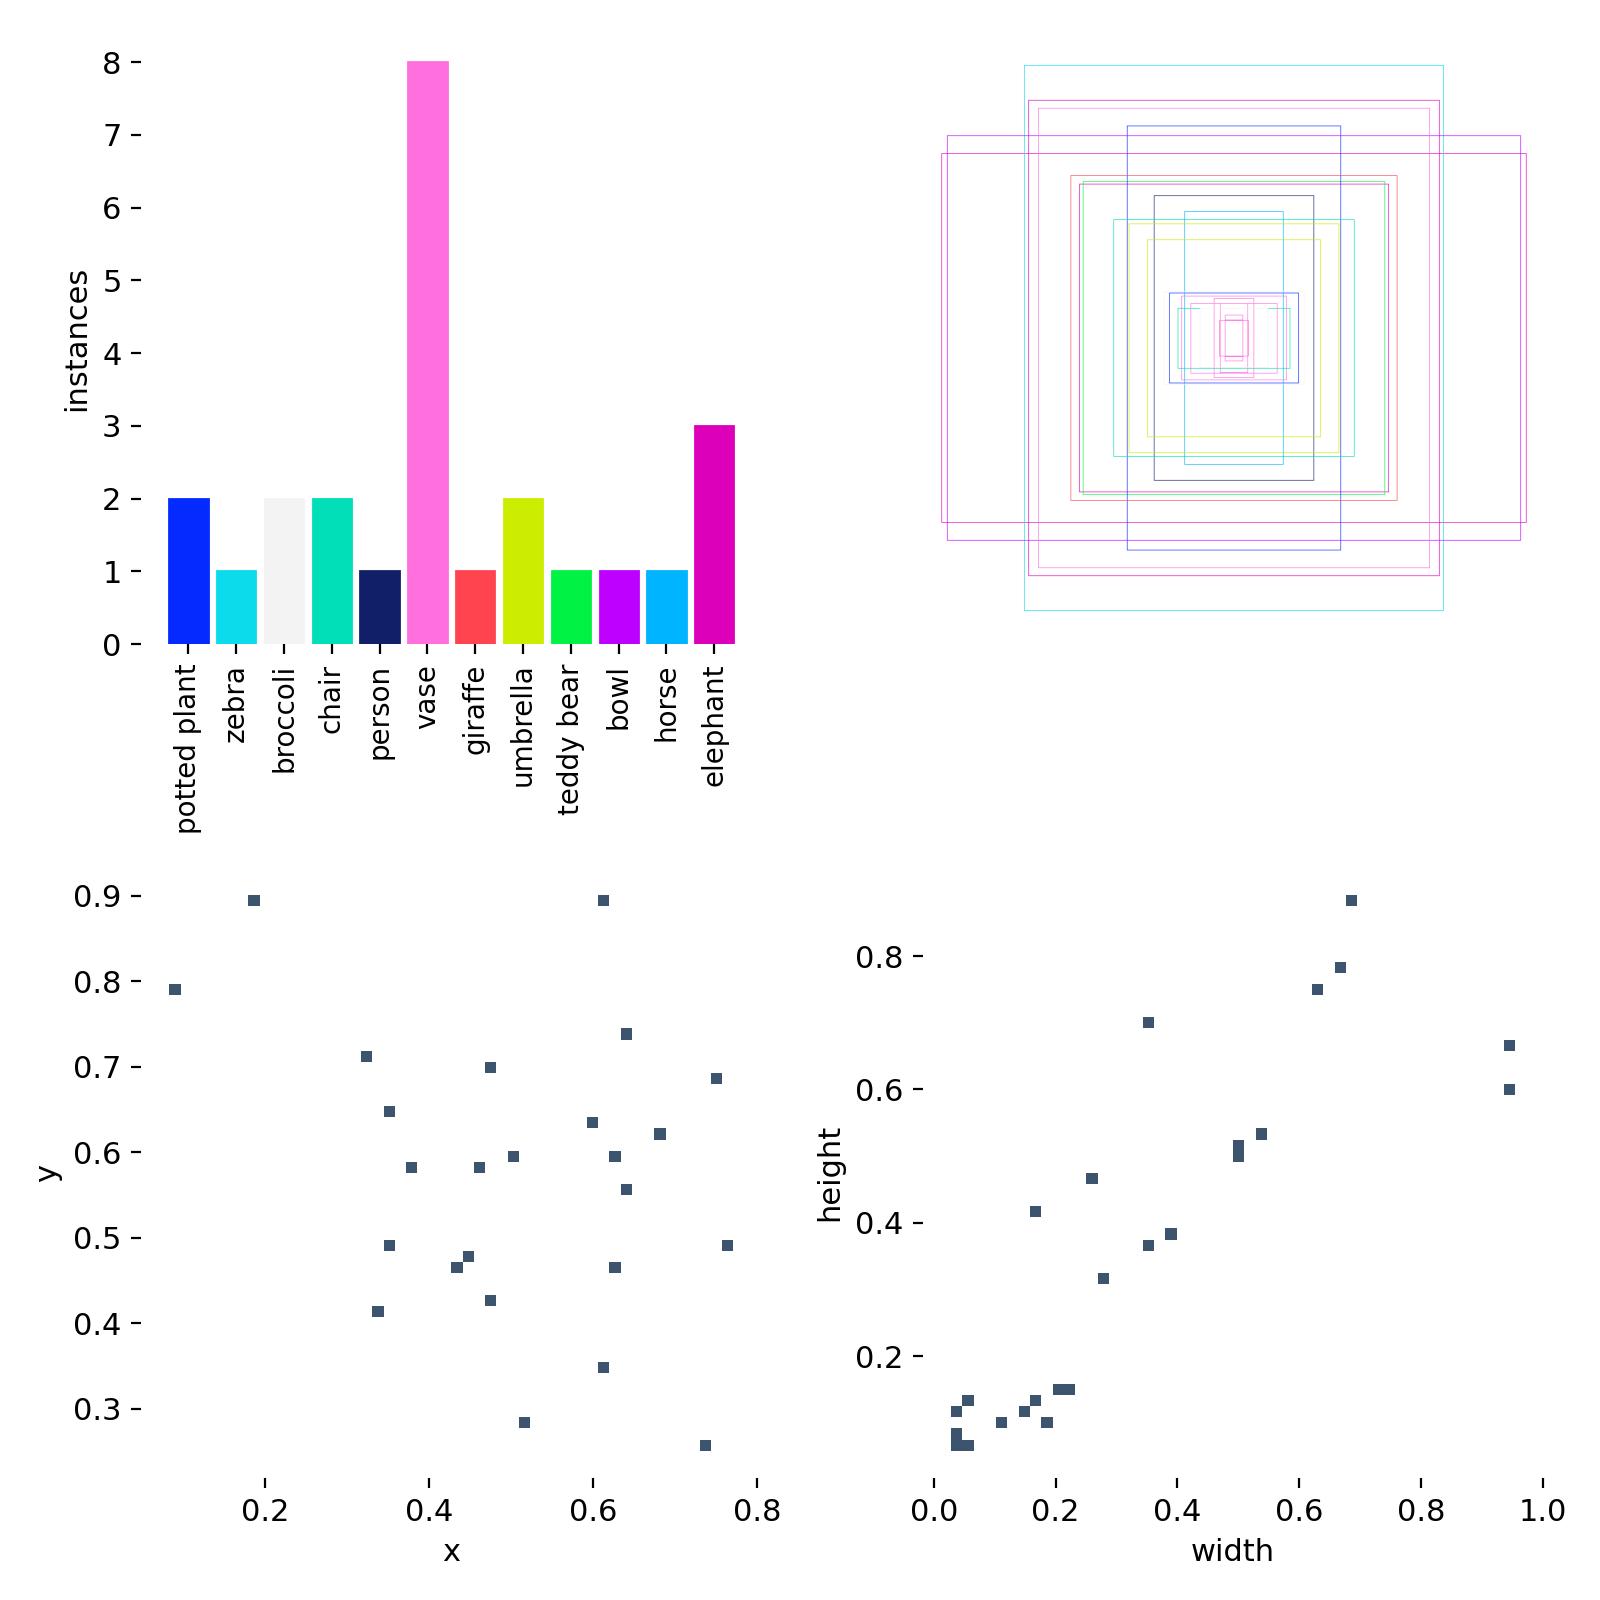 8
7
6
5
4
3
2
1
0
instances
potted plant
zebra
broccoli
chair
person
vase
giraffe
umbrella
teddy bear
bowl
horse
elephant
0.9
0.8
0.7
0.6
0.5
0.4
0.3
y
0.2 0.4 0.6 0.8
x
0.8
0.6
0.4
0.2
height
0.0 0.2 0.4 0.6 0.8 1.0
width